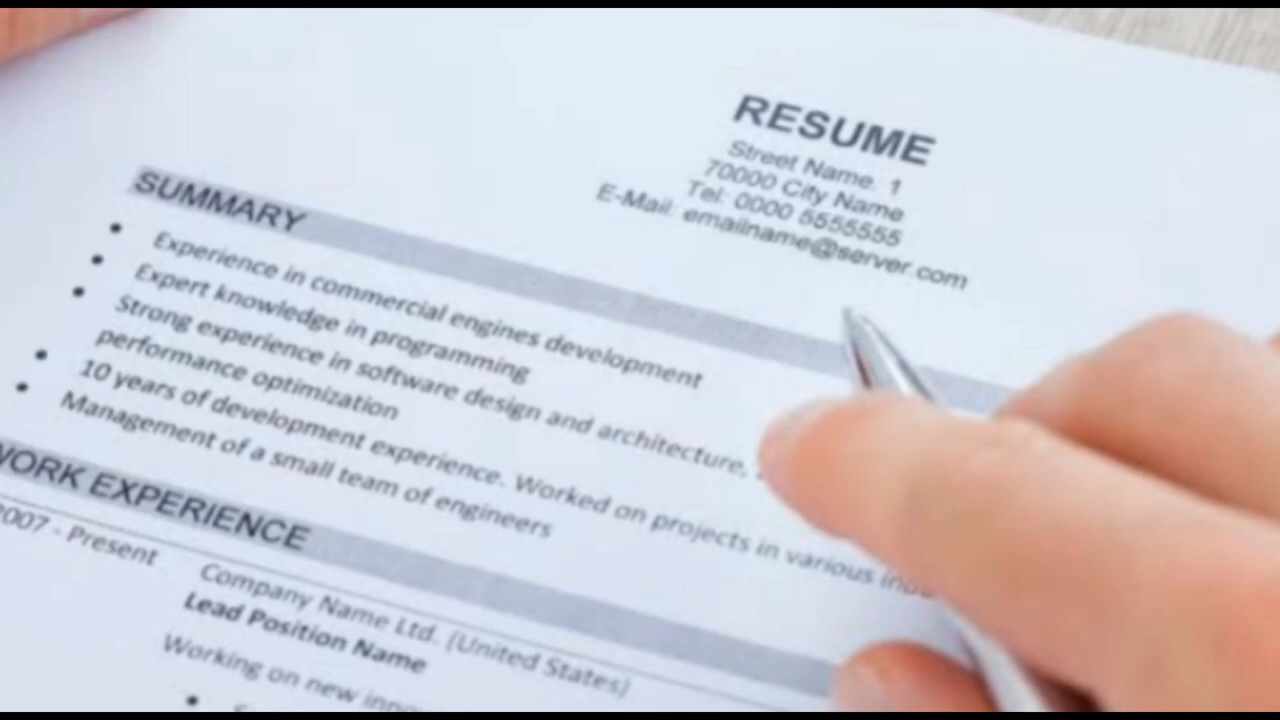 RESUME
Street Name. 1
70000 City Name
Tel: 0000 5555555
E-Mail: emailname@server.com
SUMMARY
• Experience in commercial engines development
• Expert knowledge in programming
• Strong experience in software design and architecture,
performance optimization
• 10 years of development experience. Worked on projects in various
• Management of a small team of engineers
WORK EXPERIENCE
2007 - Present
Company Name Ltd. (United States)
Lead Position Name
Working on new